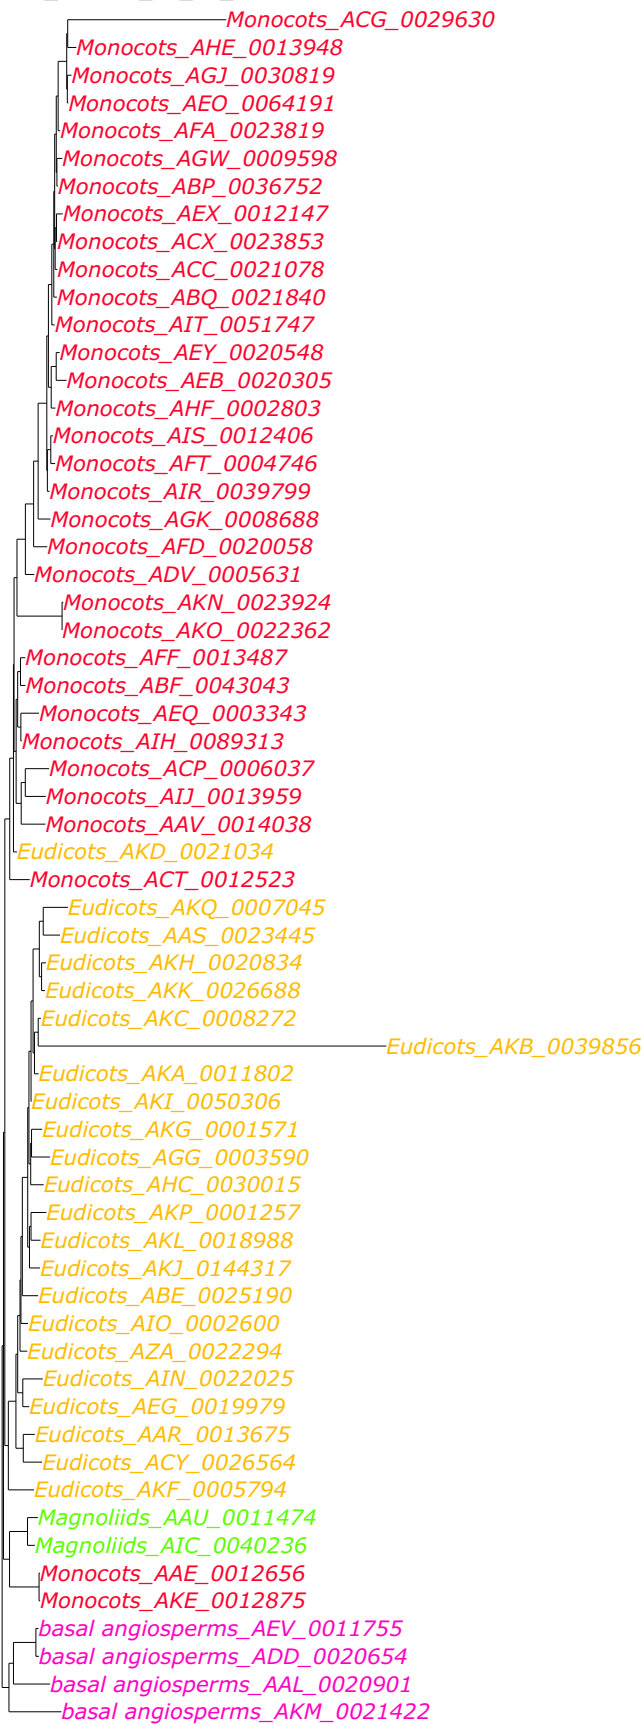 Monocots_ACG_0029630
Monocots_AHE_0013948
Monocots_AGJ_0030819
Monocots_AEO_0064191
Monocots_AFA_0023819
Monocots_AGW_0009598
Monocots_ABP_0036752
Monocots_AEX_0012147
Monocots_ACX_0023853
Monocots_ACC_0021078
Monocots_ABQ_0021840
Monocots_AIT_0051747
Monocots_AEY_0020548
Monocots_AEB_0020305
Monocots_AHF_0002803
Monocots_AIS_0012406
Monocots_AFT_0004746
Monocots_AIR_0039799
Monocots_AGK_0008688
Monocots_AFD_0020058
Monocots_ADV_0005631
Monocots_AKN_0023924
Monocots_AKO_0022362
Monocots_AFF_0013487
Monocots_ABF_0043043
Monocots_AEQ_0003343
Monocots_AIH_0089313
Monocots_ACP_0006037
Monocots_AIJ_0013959
Monocots_AAV_0014038
Eudicots_AKD_0021034
Monocots_ACT_0012523
Eudicots_AKQ_0007045
Eudicots_AAS_0023445
Eudicots_AKH_0020834
Eudicots_AKK_0026688
Eudicots_AKC_0008272
Eudicots_AKB_0039856
Eudicots_AKA_0011802
Eudicots_AKI_0050306
Eudicots_AKG_0001571
Eudicots_AGG_0003590
Eudicots_AHC_0030015
Eudicots_AKP_0001257
Eudicots_AKL_0018988
Eudicots_AKJ_0144317
Eudicots_ABE_0025190
Eudicots_AIO_0002600
Eudicots_AZA_0022294
Eudicots_AIN_0022025
Eudicots_AEG_0019979
Eudicots_AAR_0013675
Eudicots_ACY_0026564
Eudicots_AKF_0005794
Magnoliids_AAU_0011474
Magnoliids_AIC_0040236
Monocots_AAE_0012656
Monocots_AKE_0012875
basal angiosperms_AEV_0011755
basal angiosperms_ADD_0020654
basal angiosperms_AAL_0020901
basal angiosperms_AKM_0021422